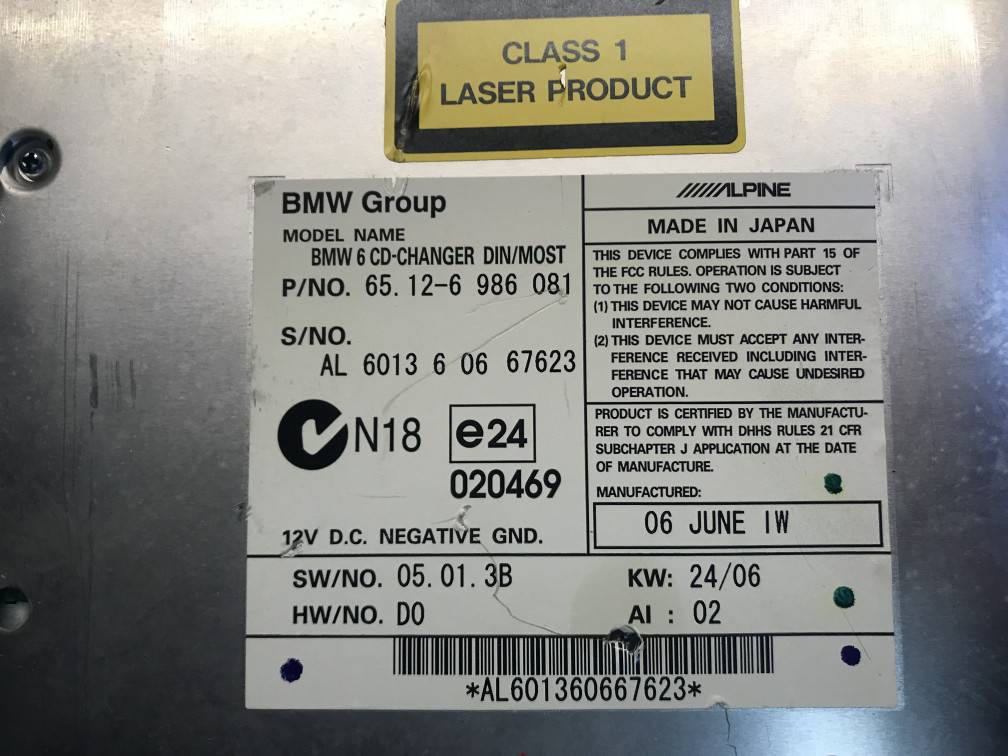 CLASS 1
LASER PRODUCT
BMW Group
MODEL NAME
BMW 6 CD-CHANGER DIN/MOST
P/NO. 65. 12-6 986 081
S/NO.
AL 6013 6 06 67623
N18
e24
020469
12V D.C. NEGATIVE GND.
ALPINE
MADE IN JAPAN
THIS DEVICE COMPLIES WITH PART 15 OF
THE FCC RULES. OPERATION IS SUBJECT
TO THE FOLLOWING TWO CONDITIONS:
(1) THIS DEVICE MAY NOT CAUSE HARMFUL
INTERFERENCE.
(2) THIS DEVICE MUST ACCEPT ANY INTER-
FERENCE RECEIVED INCLUDING INTER-
FERENCE THAT MAY CAUSE UNDESIRED
OPERATION.
PRODUCT IS CERTIFIED BY THE MANUFACTU-
RER TO COMPLY WITH DHHS RULES 21 CFR
SUBCHAPTER J APPLICATION AT THE DATE
OF MANUFACTURE.
MANUFACTURED:
06 JUNE IW
SW/NO. 05. 01. 3B
KW: 24/06
HW/NO. D0
AI : 02
*AL601360667623*